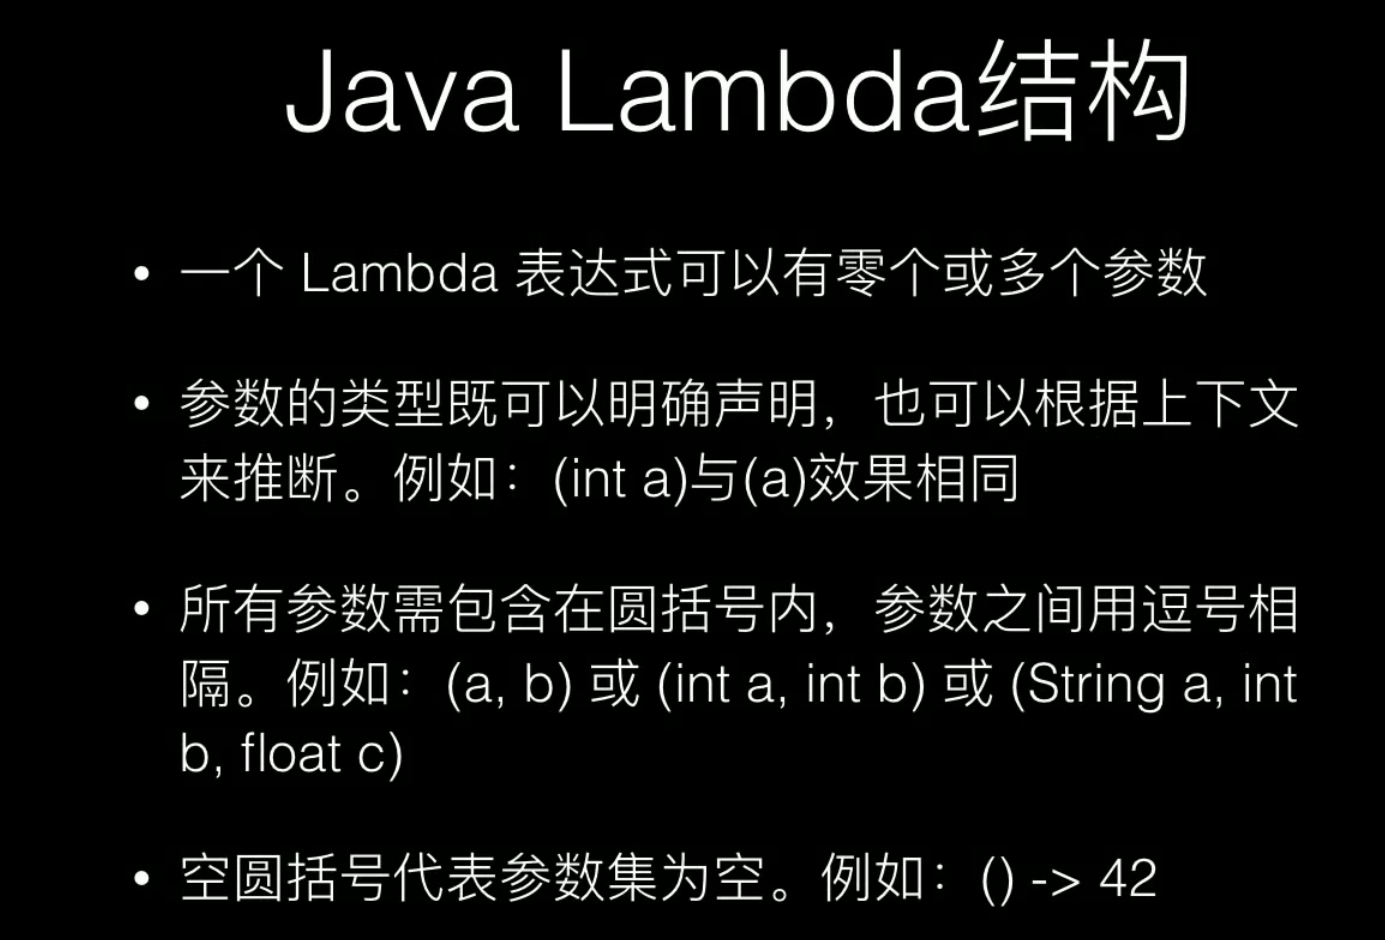 Java Lambda结构
• 一个 Lambda 表达式可以有零个或多个参数
• 参数的类型既可以明确声明，也可以根据上下文
来推断。例如：(int a)与(a)效果相同
• 所有参数需包含在圆括号内，参数之间用逗号相
隔。例如：(a, b) 或 (int a, int b) 或 (String a, int
b, float c)
• 空圆括号代表参数集为空。例如：() -> 42